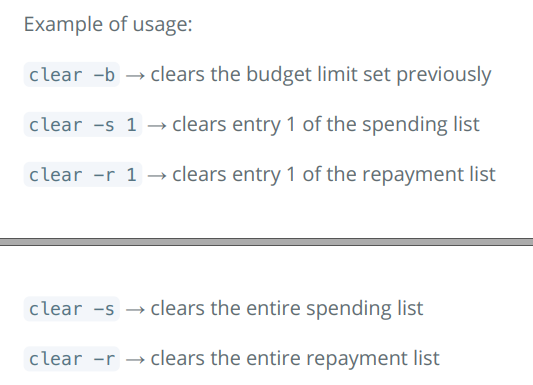 Example of usage:
clear –b → clears the budget limit set previously
clear –s 1 → clears entry 1 of the spending list
clear –r 1 → clears entry 1 of the repayment list
clear –s → clears the entire spending list
clear –r → clears the entire repayment list